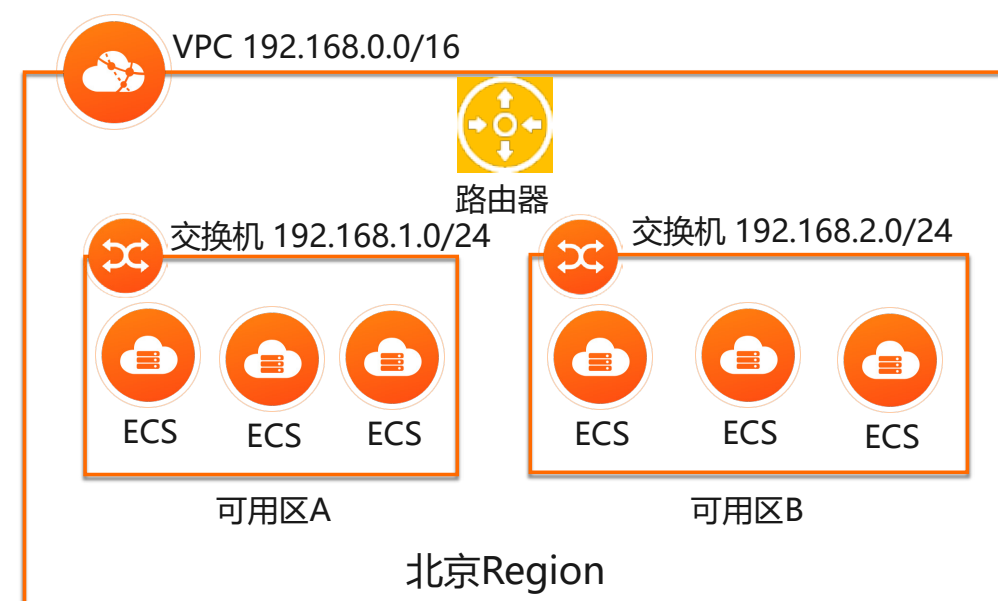 VPC 192.168.0.0/16
路由器
交换机 192.168.1.0/24
交换机 192.168.2.0/24
ECS
ECS
ECS
ECS
ECS
ECS
可用区A
可用区B
北京Region